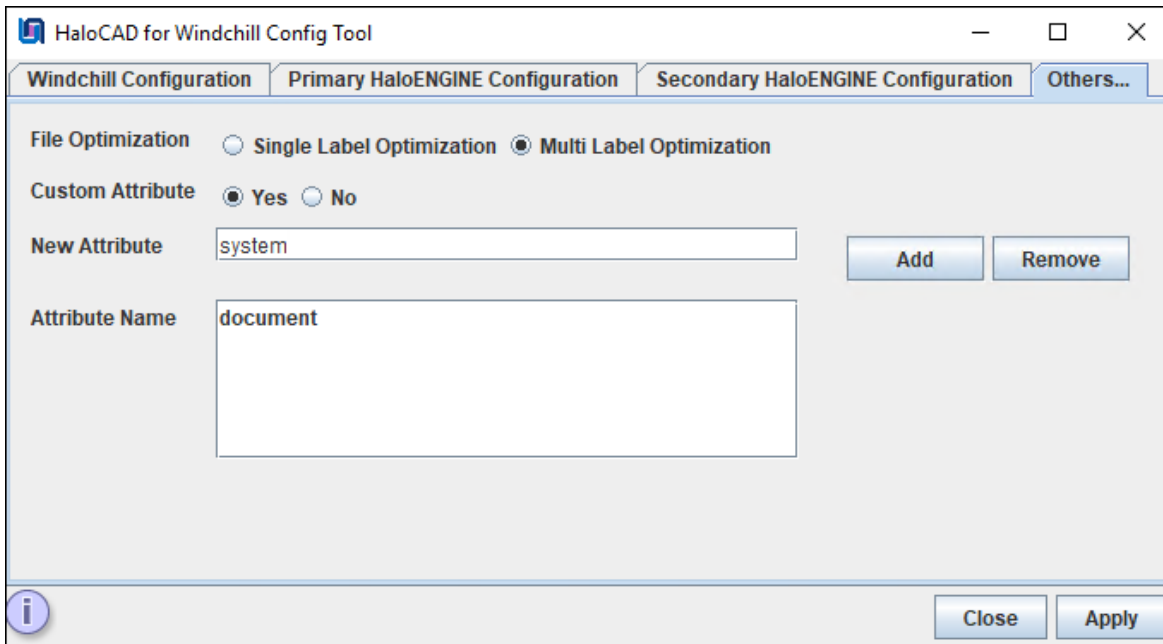 HaloCAD for Windchill Config Tool
Windchill Configuration Primary HaloENGINE Configuration Secondary HaloENGINE Configuration Others...
File Optimization Single Label Optimization Multi Label Optimization
Custom Attribute Yes No
New Attribute system Add Remove
Attribute Name document
i Close Apply